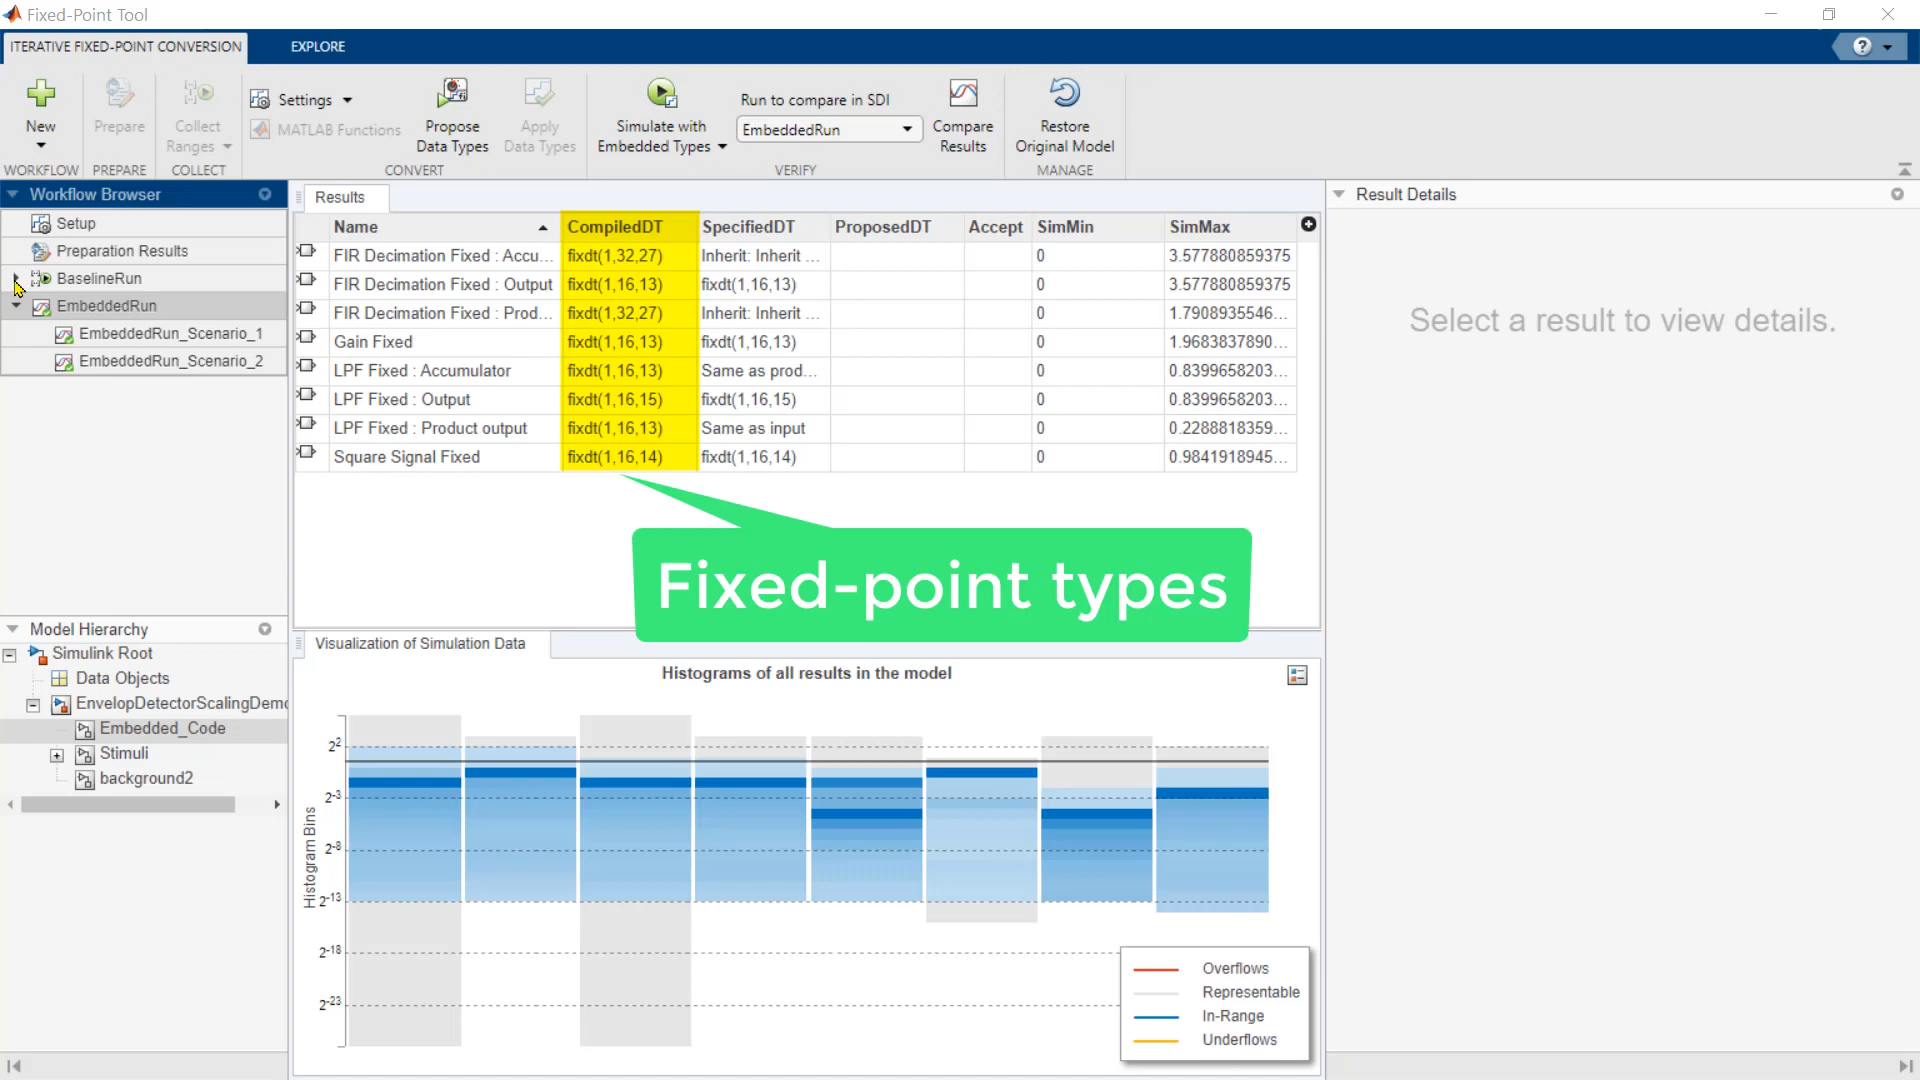 Fixed-Point Tool
ITERATIVE FIXED-POINT CONVERSION
EXPLORE
New
Prepare
Collect
Ranges
Settings
MATLAB Functions
Propose
Data Types
Apply
Data Types
Simulate with
Embedded Types
Run to compare in SDI
EmbeddedRun
Compare
Results
Restore
Original Model
WORKFLOW
PREPARE
COLLECT
CONVERT
VERIFY
MANAGE
Workflow Browser
Setup
Preparation Results
BaselineRun
EmbeddedRun
EmbeddedRun_Scenario_1
EmbeddedRun_Scenario_2
Results
Name CompiledDT SpecifiedDT ProposedDT Accept SimMin SimMax
FIR Decimation Fixed : Accu... fixdt(1,32,27) Inherit: Inherit ... 0 3.577880859375
FIR Decimation Fixed : Output fixdt(1,16,13) fixdt(1,16,13) 0 3.577880859375
FIR Decimation Fixed : Prod... fixdt(1,32,27) Inherit: Inherit ... 0 1.7908935546...
Gain Fixed fixdt(1,16,13) fixdt(1,16,13) 0 1.9683837890...
LPF Fixed : Accumulator fixdt(1,16,13) Same as prod... 0 0.8399658203...
LPF Fixed : Output fixdt(1,16,15) fixdt(1,16,15) 0 0.8399658203...
LPF Fixed : Product output fixdt(1,16,13) Same as input 0 0.2288818359...
Square Signal Fixed fixdt(1,16,14) fixdt(1,16,14) 0 0.9841918945...
Fixed-point types
Result Details
Select a result to view details.
Model Hierarchy
Simulink Root
Data Objects
EnvelopDetectorScalingDemo
Embedded_Code
Stimuli
background2
Visualization of Simulation Data
Histograms of all results in the model
Histogram Bins
2^2
2^-3
2^-8
2^-13
2^-18
2^-23
Overflows
Representable
In-Range
Underflows